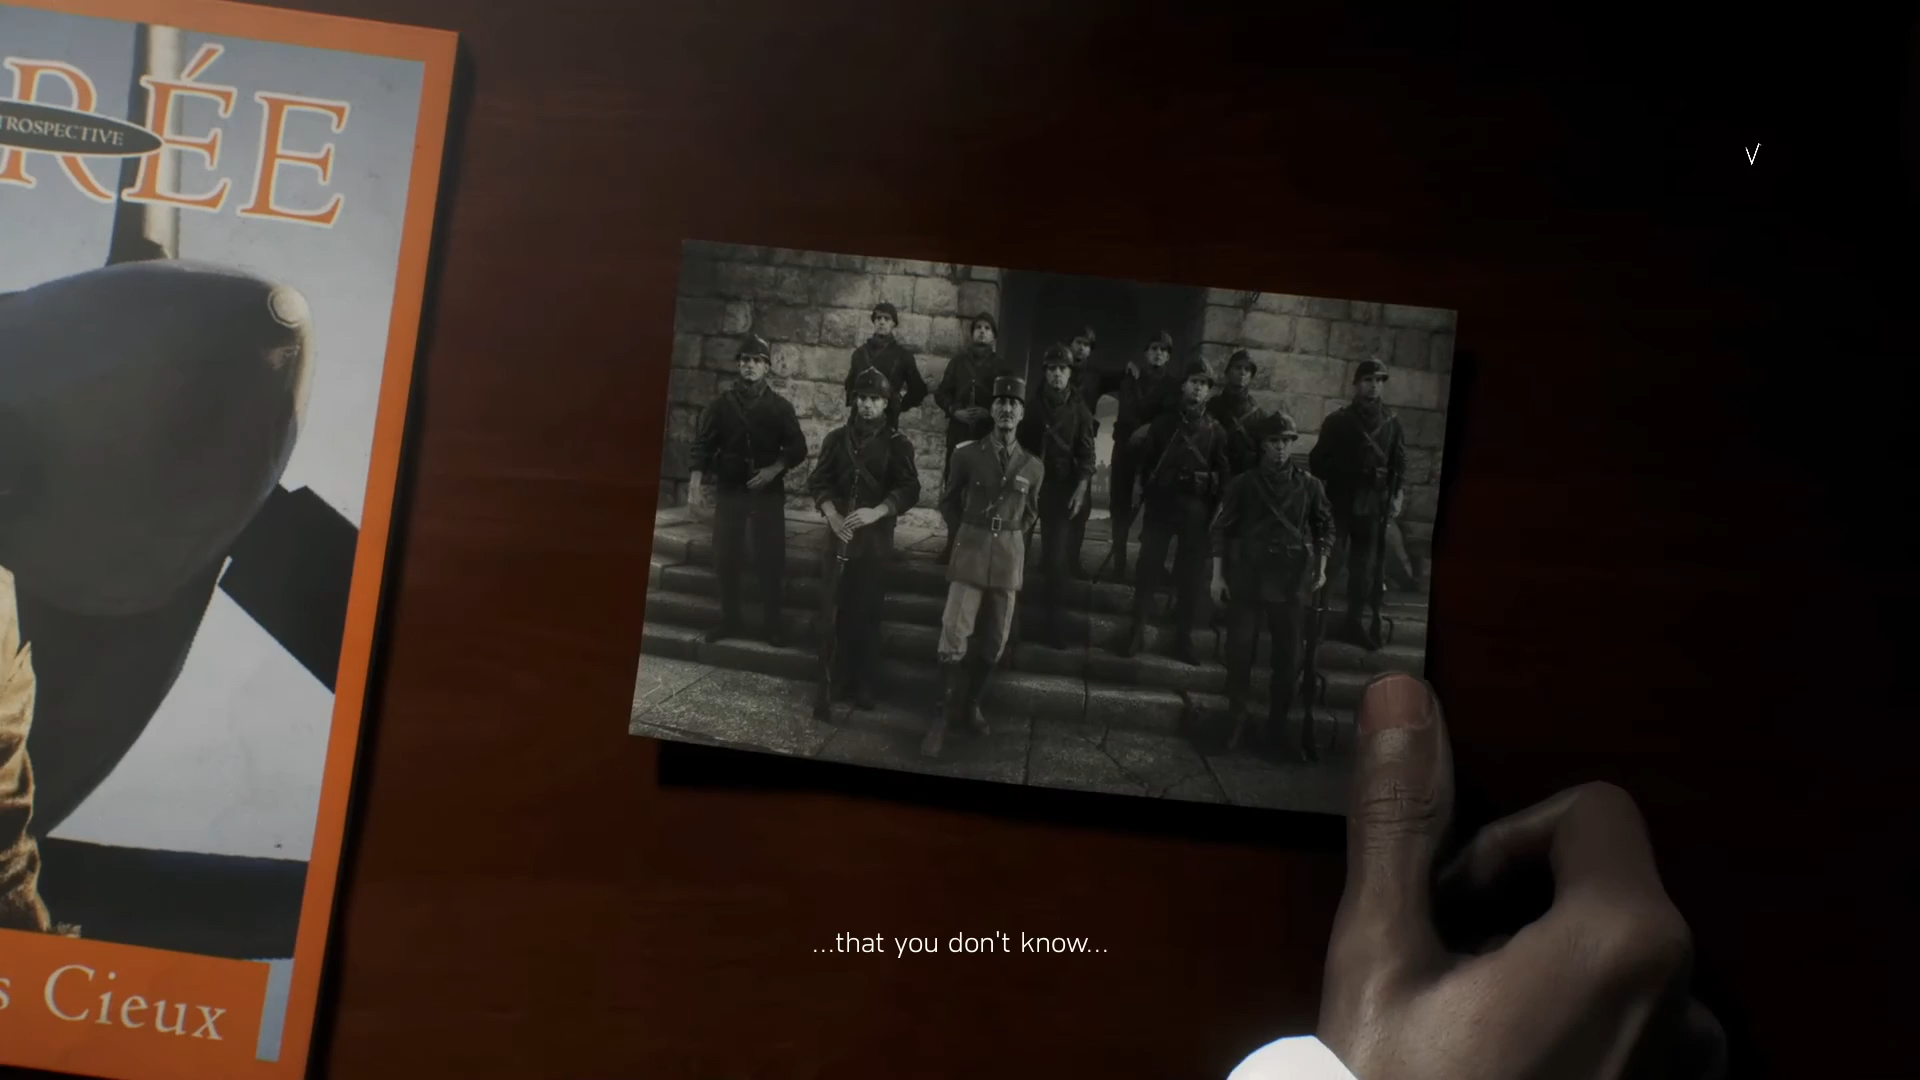 RÉE
TROSPECTIVE
s Cieux
√
...that you don't know...